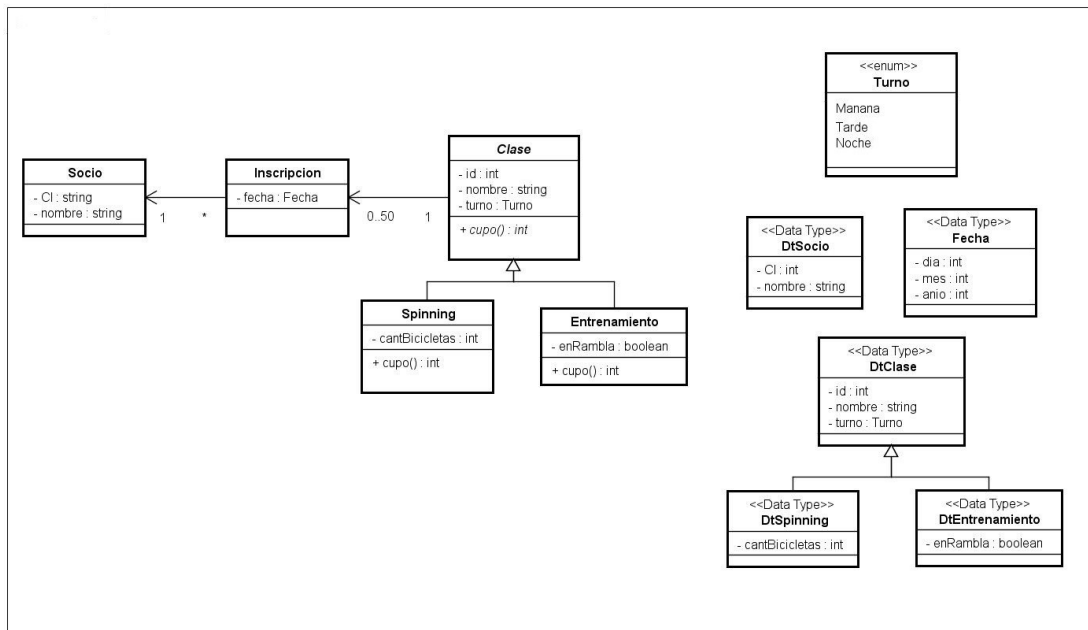 Socio
- CI : string
- nombre : string
1
*
Inscripcion
- fecha : Fecha
0..50
1
Clase
- id : int
- nombre : string
- turno : Turno
+ cupo() : int
Spinning
- cantBicicletas : int
+ cupo() : int
Entrenamiento
- enRambla : boolean
+ cupo() : int
<<enum>>
Turno
Manana
Tarde
Noche
<<Data Type>>
DtSocio
- CI : int
- nombre : string
<<Data Type>>
Fecha
- dia : int
- mes : int
- anio : int
<<Data Type>>
DtClase
- id : int
- nombre : string
- turno : Turno
<<Data Type>>
DtSpinning
- cantBicicletas : int
<<Data Type>>
DtEntrenamiento
- enRambla : boolean